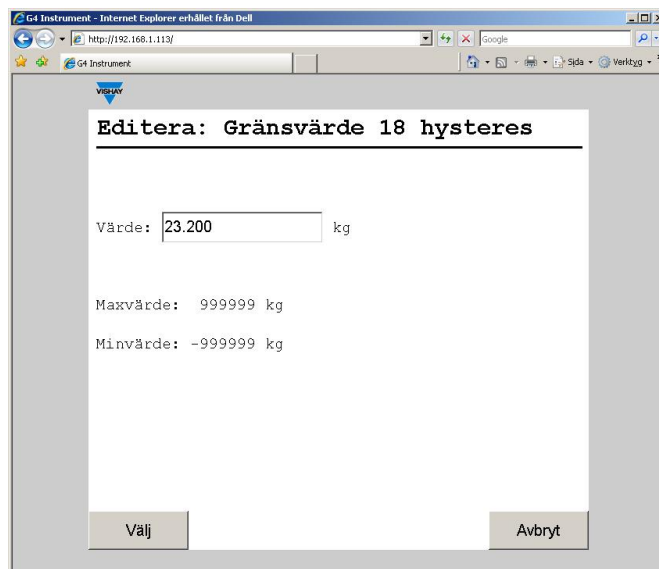 G4 Instrument - Internet Explorer erhållet från Dell
http://192.168.1.113/
Google
G4 Instrument
Sida
Verktyg
VISHAY
Editera: Gränsvärde 18 hysteres
Värde: 23.200 kg
Maxvärde: 999999 kg
Minvärde: -999999 kg
Välj
Avbryt